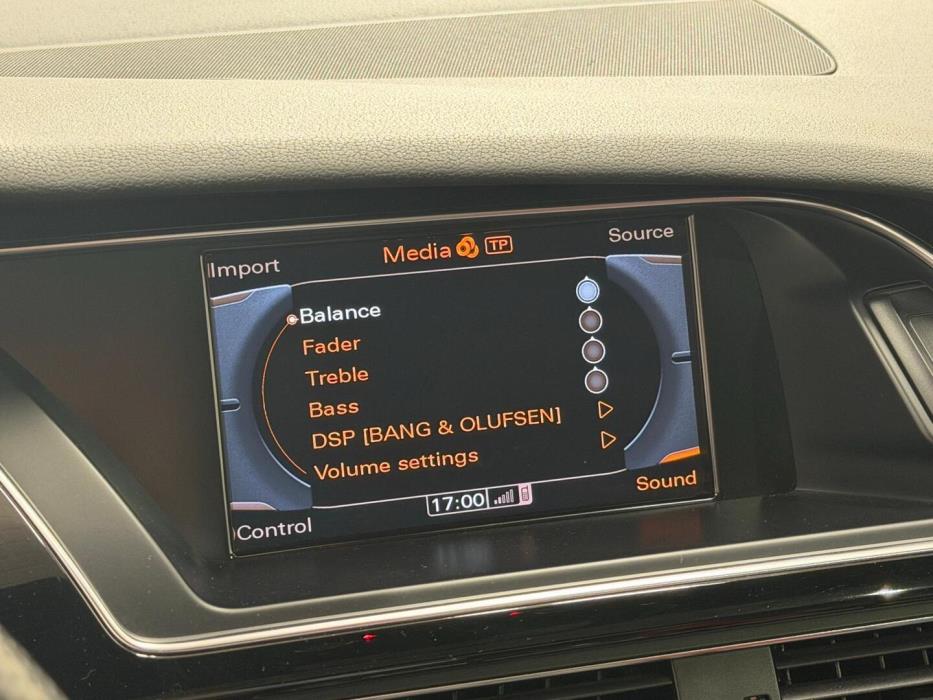 Media TP
Source
Import
Balance
Fader
Treble
Bass
DSP [BANG & OLUFSEN]
Volume settings
Sound
17:00
Control